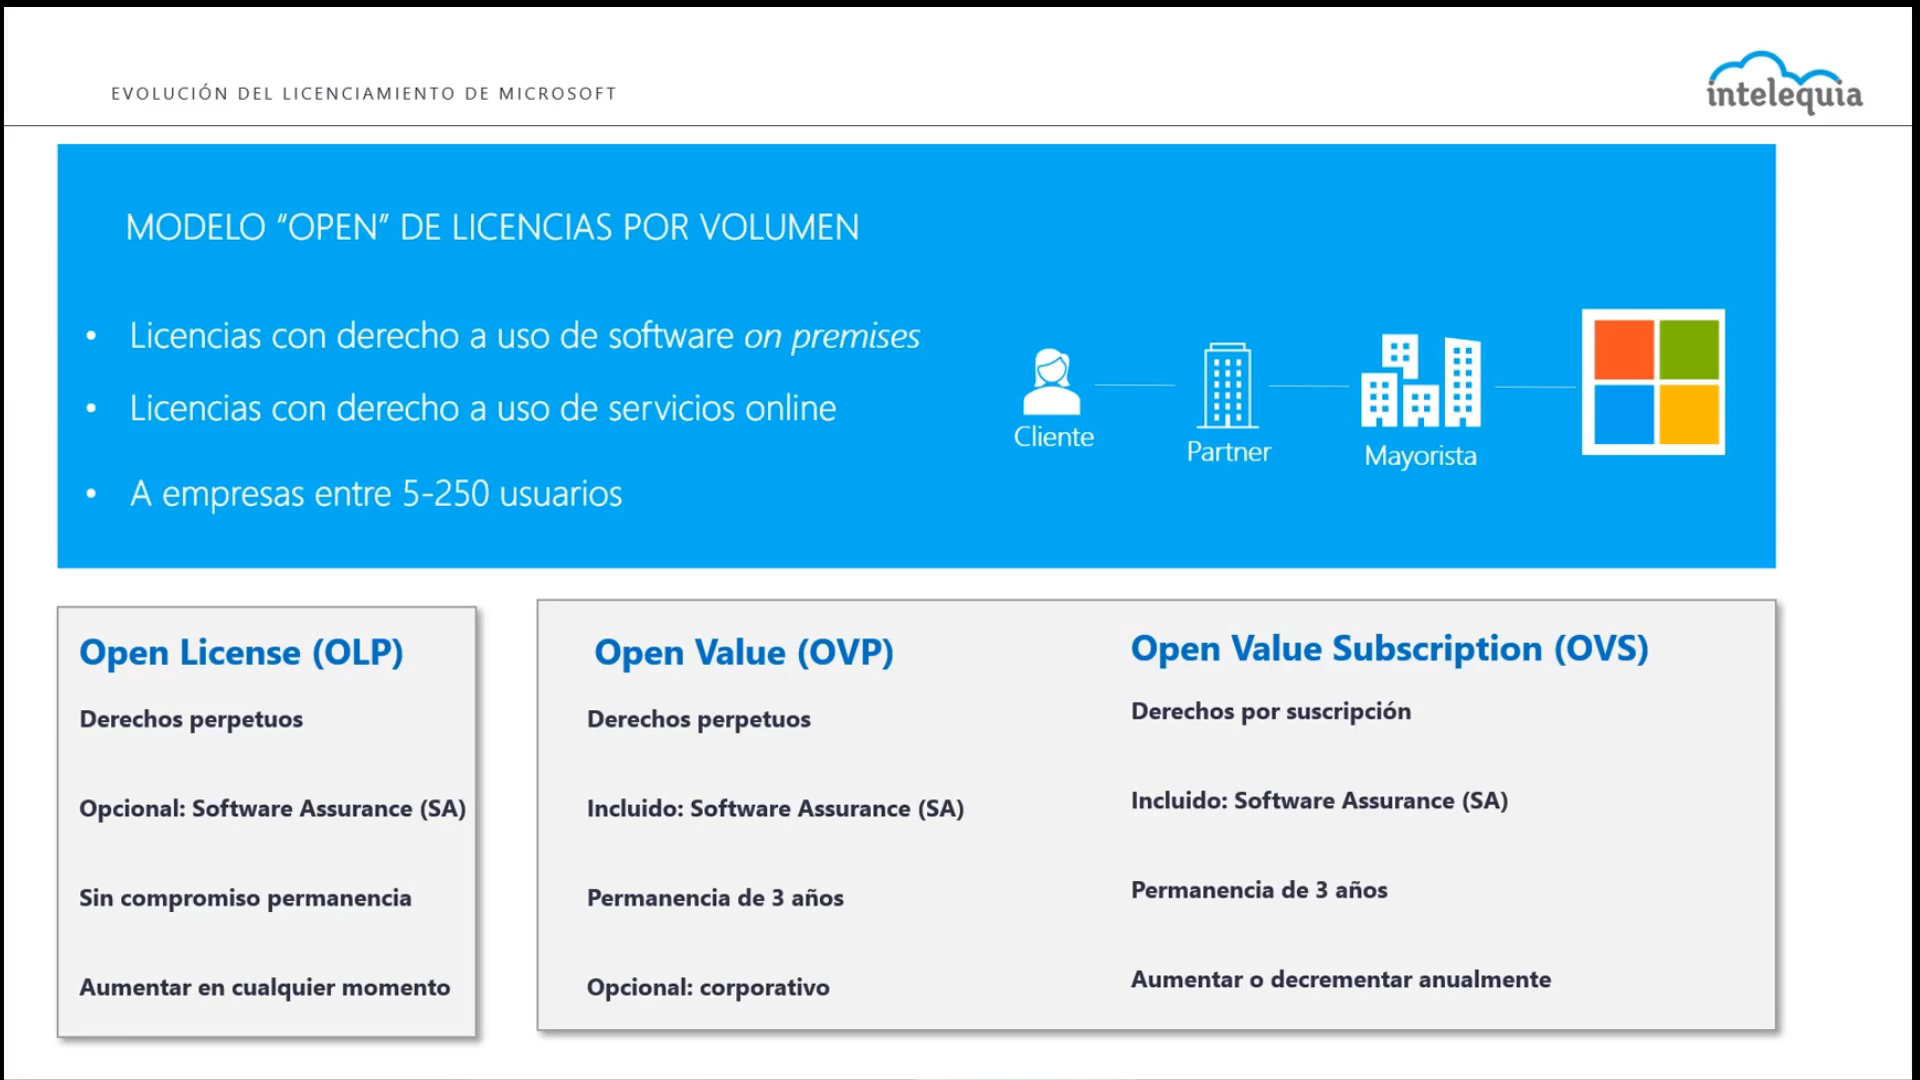 EVOLUCIÓN DEL LICENCIAMIENTO DE MICROSOFT
intelequia
MODELO “OPEN” DE LICENCIAS POR VOLUMEN
• Licencias con derecho a uso de software on premises
• Licencias con derecho a uso de servicios online
• A empresas entre 5-250 usuarios
Cliente
Partner
Mayorista
Open License (OLP)
Derechos perpetuos
Opcional: Software Assurance (SA)
Sin compromiso permanencia
Aumentar en cualquier momento
Open Value (OVP)
Derechos perpetuos
Incluido: Software Assurance (SA)
Permanencia de 3 años
Opcional: corporativo
Open Value Subscription (OVS)
Derechos por suscripción
Incluido: Software Assurance (SA)
Permanencia de 3 años
Aumentar o decrementar anualmente